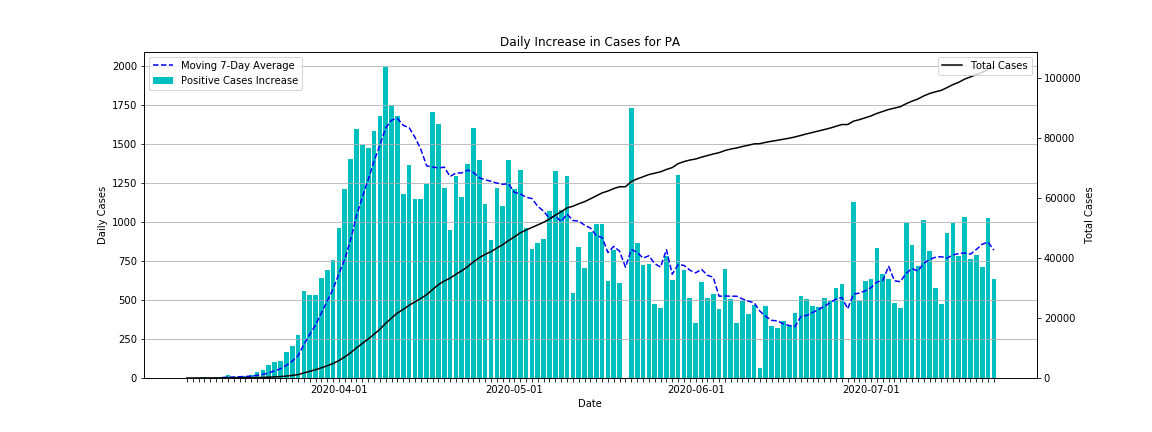 Daily Increase in Cases for PA
Moving 7-Day Average
Positive Cases Increase
Total Cases
2000
1750
1500
1250
1000
750
500
250
0
Daily Cases
100000
80000
60000
40000
20000
0
Total Cases
2020-04-01
2020-05-01
2020-06-01
2020-07-01
Date